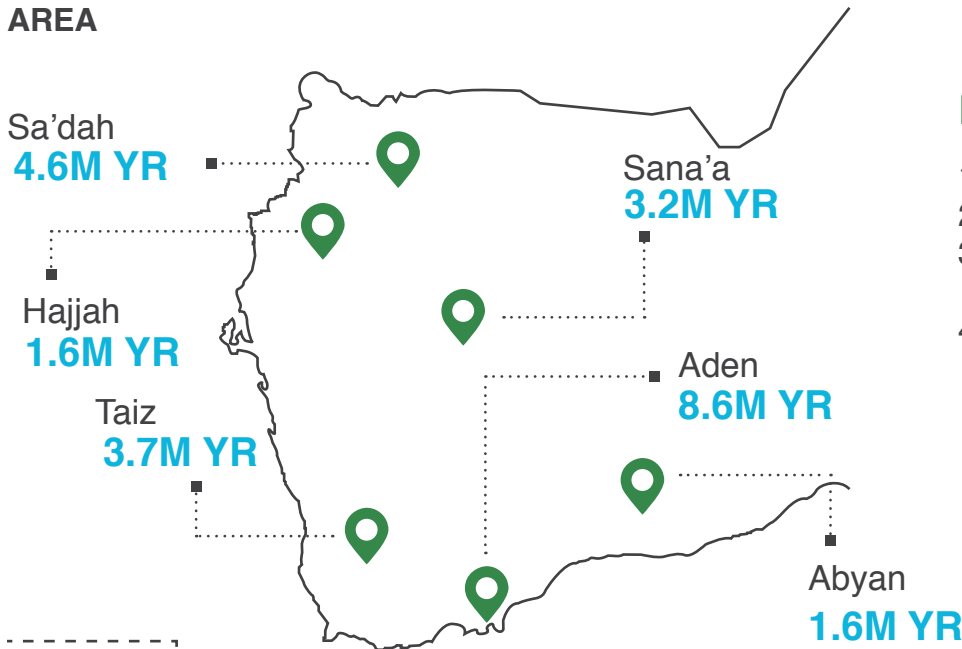 AREA
Sa’dah
4.6M YR
Sana’a
3.2M YR
Hajjah
1.6M YR
Aden
8.6M YR
Taiz
3.7M YR
Abyan
1.6M YR